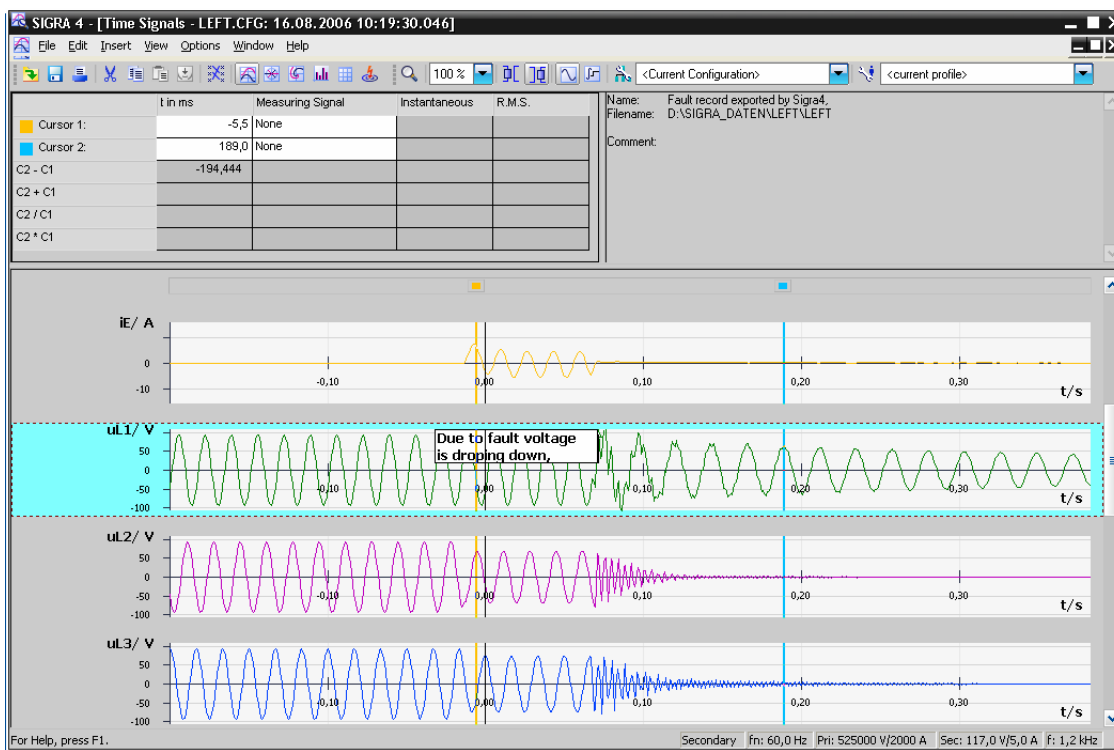 SIGRA 4 - [Time Signals - LEFT.CFG: 16.08.2006 10:19:30.046]
File Edit Insert View Options Window Help
100 % <Current Configuration> <current profile>
t in ms Measuring Signal Instantaneous R.M.S.
Cursor 1: -5,5 None
Cursor 2: 189,0 None
C2 - C1 -194,444
C2 + C1
C2 / C1
C2 * C1
Name: Fault record exported by Sigra4,
Filename: D:\SIGRA_DATEN\LEFT\LEFT
Comment:
iE/ A
0
-10
-0,10 0,00 0,10 0,20 0,30 t/s
uL1/ V
50
0
-50
-100
Due to fault voltage
is droping down,
-0,10 0,00 0,10 0,20 0,30 t/s
uL2/ V
50
0
-50
-100
-0,10 0,00 0,10 0,20 0,30 t/s
uL3/ V
50
0
-50
-100
-0,10 0,00 0,10 0,20 0,30 t/s
For Help, press F1. Secondary fn: 60,0 Hz Pri: 525000 V/2000 A Sec: 117,0 V/5,0 A f: 1,2 kHz